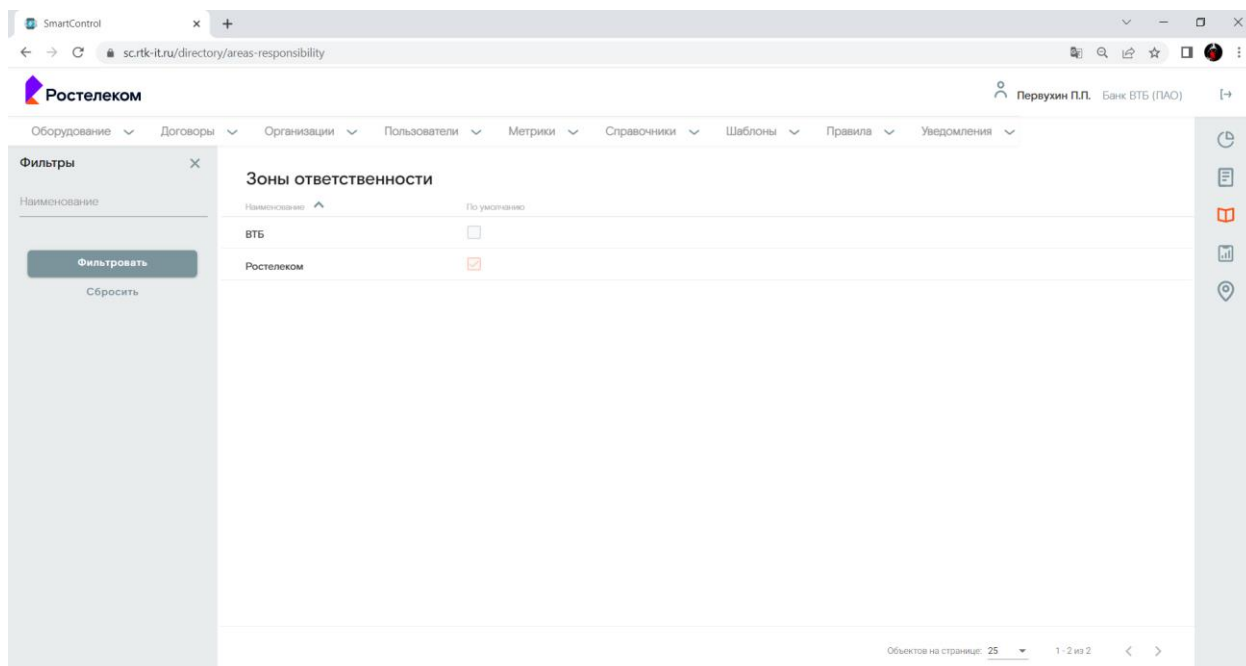 SmartControl
sc.rtk-it.ru/directory/areas-responsibility
Ростелеком
Первухин П.П. Банк ВТБ (ПАО)
Оборудование Договоры Организации Пользователи Метрики Справочники Шаблоны Правила Уведомления
Фильтры
Наименование
Фильтровать
Сбросить
Зоны ответственности
Наименование По умолчанию
ВТБ
Ростелеком
Объектов на странице: 25 1 - 2 из 2